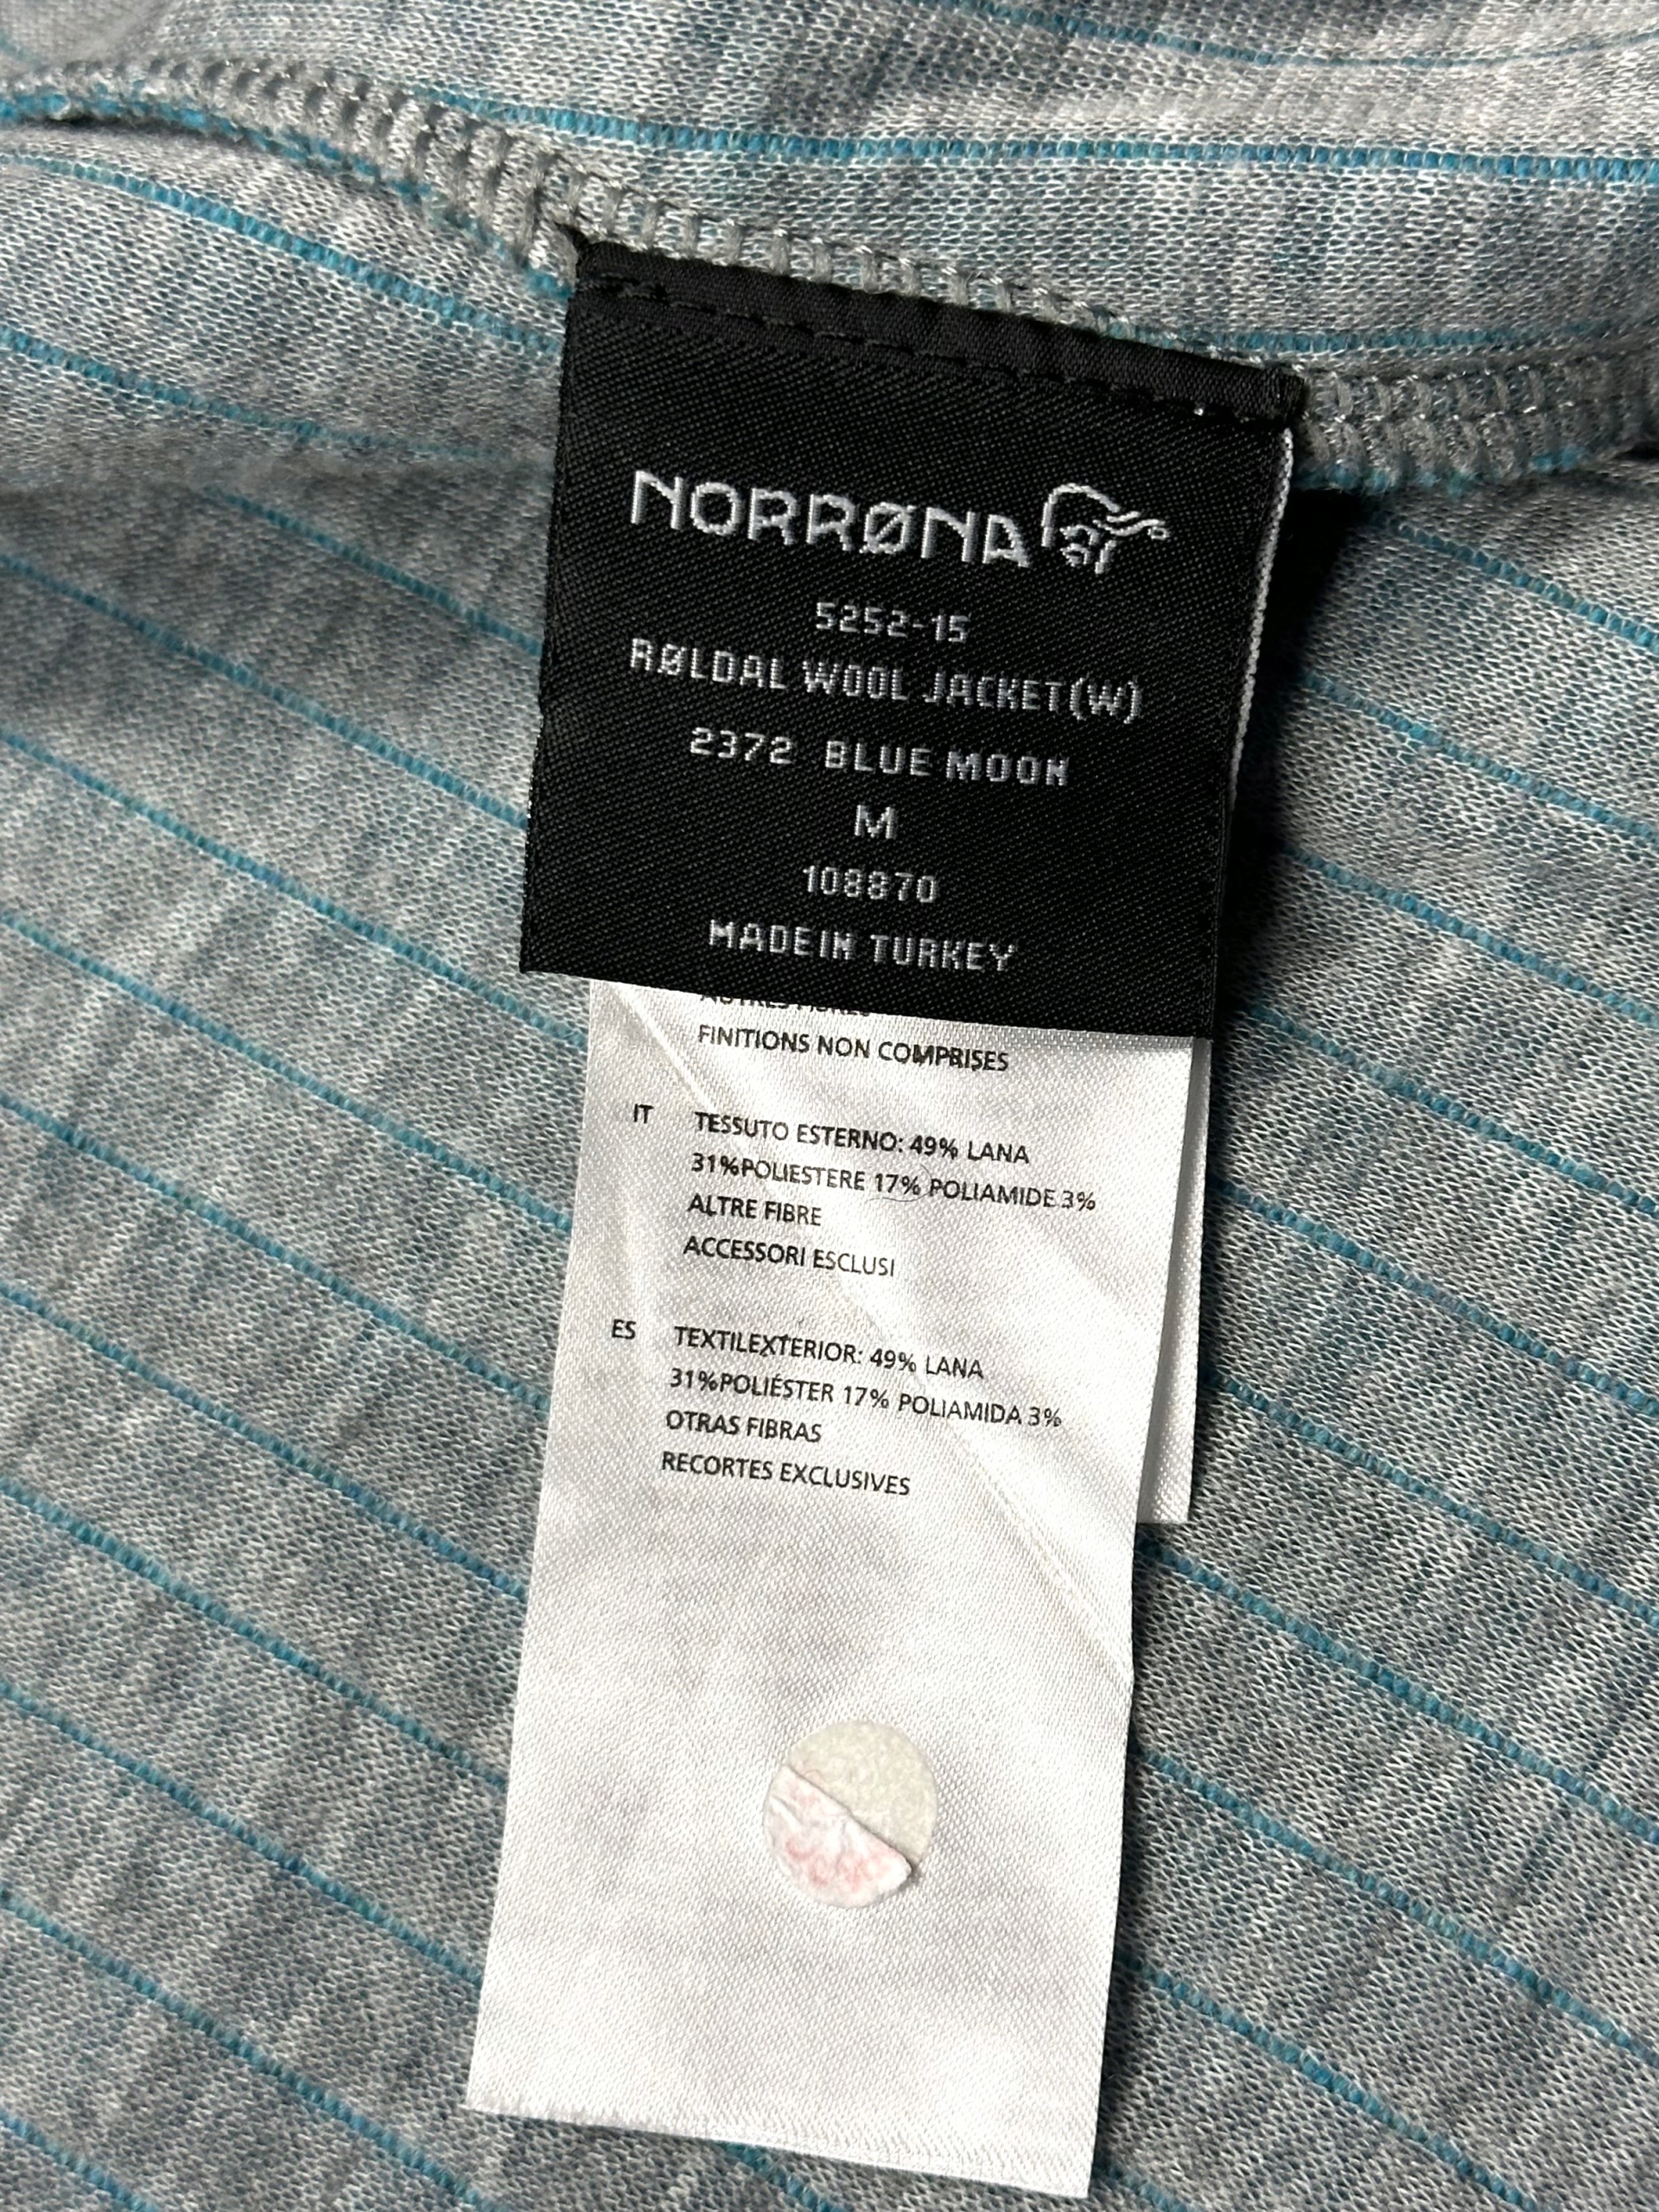 NORRØNA
5252-15
RØLDAL WOOL JACKET(W)
2372 BLUE MOON
M
108870
MADE IN TURKEY
AUTRES FIBRES
FINITIONS NON COMPRISES
IT TESSUTO ESTERNO: 49% LANA
31%POLIESTERE 17% POLIAMIDE 3%
ALTRE FIBRE
ACCESSORI ESCLUSI
ES TEXTILEXTERIOR: 49% LANA
31%POLIÉSTER 17% POLIAMIDA 3%
OTRAS FIBRAS
RECORTES EXCLUSIVES